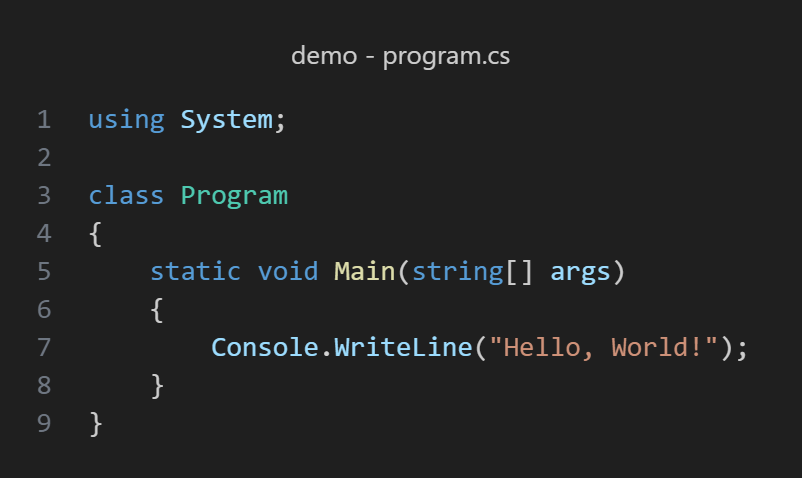 demo - program.cs
1 using System;
2
3 class Program
4 {
5     static void Main(string[] args)
6     {
7         Console.WriteLine("Hello, World!");
8     }
9 }